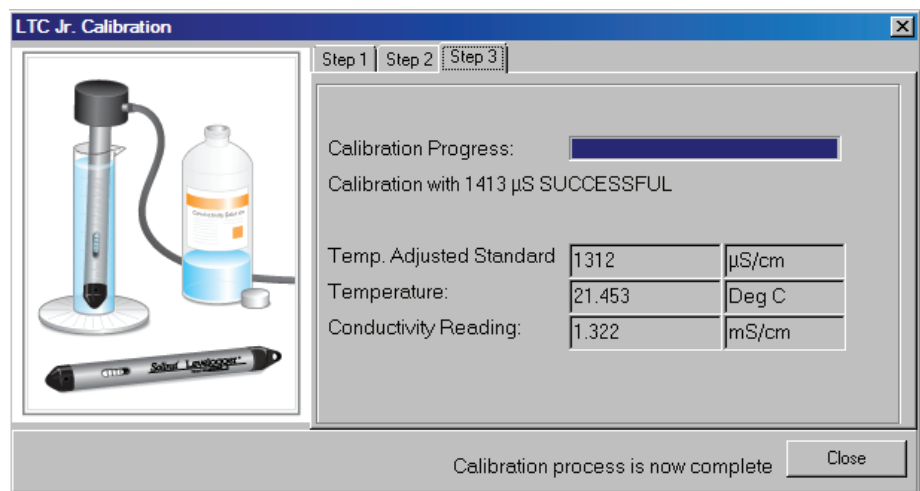 LTC Jr. Calibration
Step 1 Step 2 Step 3
Conductivity Solution
Solinst Levelogger
Calibration Progress:
Calibration with 1413 µS SUCCESSFUL
Temp. Adjusted Standard 1312 µS/cm
Temperature: 21.453 Deg C
Conductivity Reading: 1.322 mS/cm
Calibration process is now complete Close